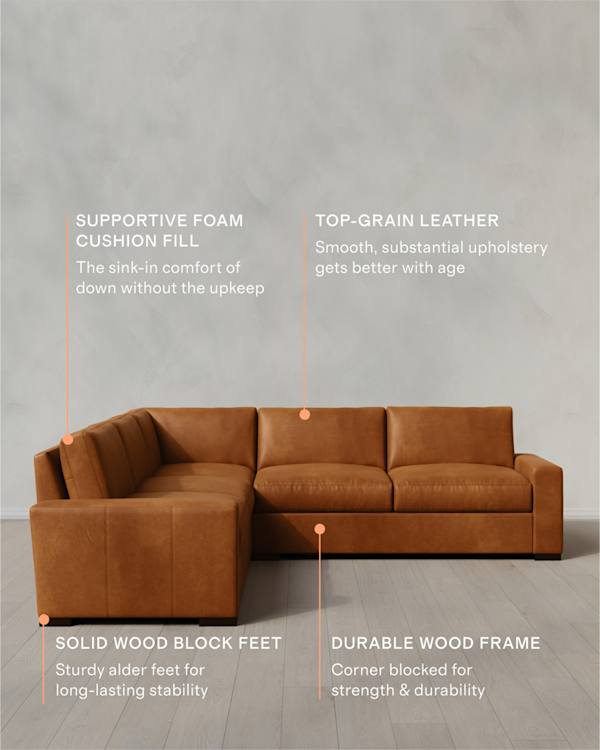 SUPPORTIVE FOAM
CUSHION FILL
The sink-in comfort of
down without the upkeep
TOP-GRAIN LEATHER
Smooth, substantial upholstery
gets better with age
SOLID WOOD BLOCK FEET
Sturdy alder feet for
long-lasting stability
DURABLE WOOD FRAME
Corner blocked for
strength & durability